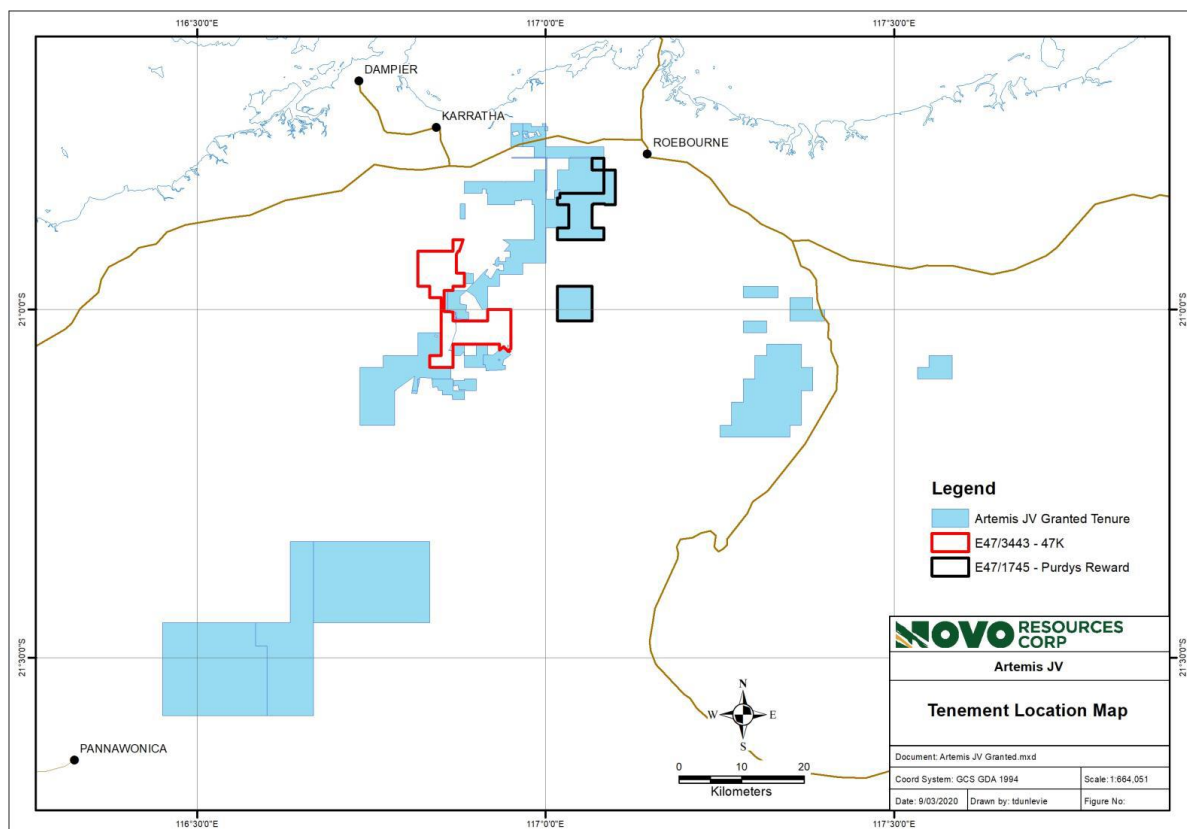 116°30'0"E
117°0'0"E
117°30'0"E
DAMPIER
KARRATHA
ROEBOURNE
21°0'0"S
21°0'0"S
Legend
Artemis JV Granted Tenure
E47/3443 - 47K
E47/1745 - Purdys Reward
NOVO RESOURCES CORP
Artemis JV
21°30'0"S
21°30'0"S
N
W E
S
Tenement Location Map
PANNAWONICA
0 10 20
Kilometers
Document: Artemis JV Granted.mxd
Coord System: GCS GDA 1994
Scale: 1:664,051
Date: 9/03/2020
Drawn by: tdunlevie
Figure No:
116°30'0"E
117°0'0"E
117°30'0"E